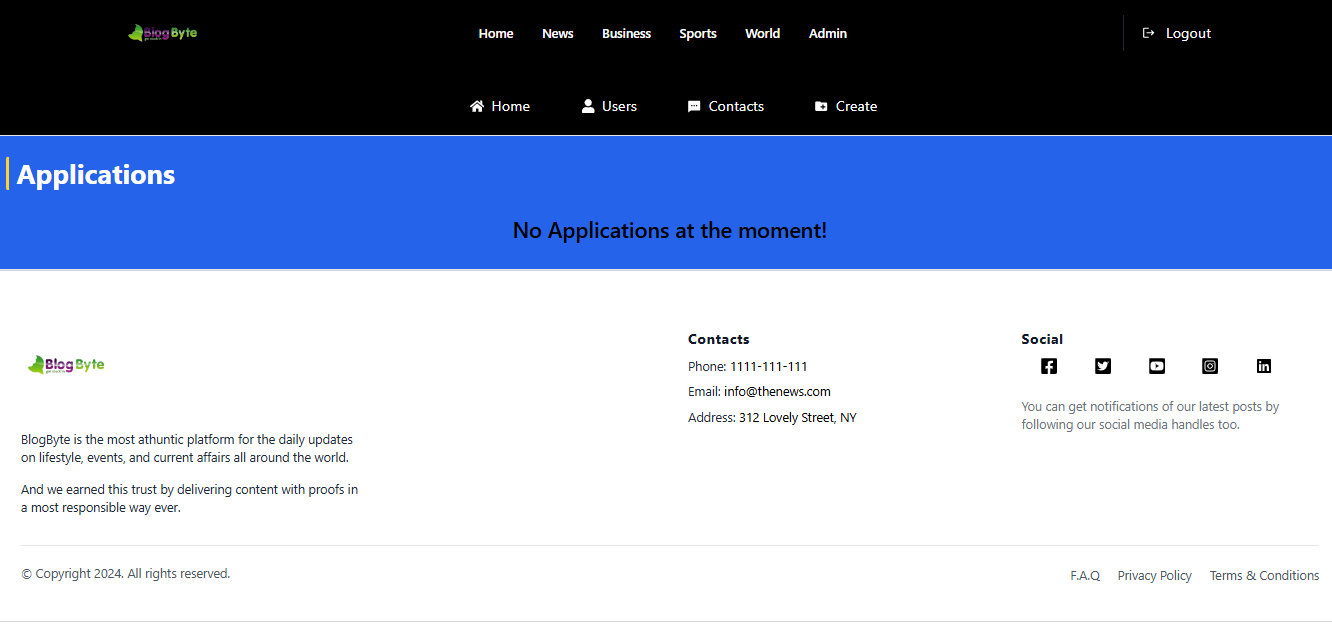 BlogByte
Home News Business Sports World Admin
Logout
Home Users Contacts Create
Applications
No Applications at the moment!
BlogByte
BlogByte is the most athuntic platform for the daily updates
on lifestyle, events, and current affairs all around the world.
And we earned this trust by delivering content with proofs in
a most responsible way ever.
Contacts
Phone: 1111-111-111
Email: info@thenews.com
Address: 312 Lovely Street, NY
Social
You can get notifications of our latest posts by
following our social media handles too.
© Copyright 2024. All rights reserved.
F.A.Q Privacy Policy Terms & Conditions